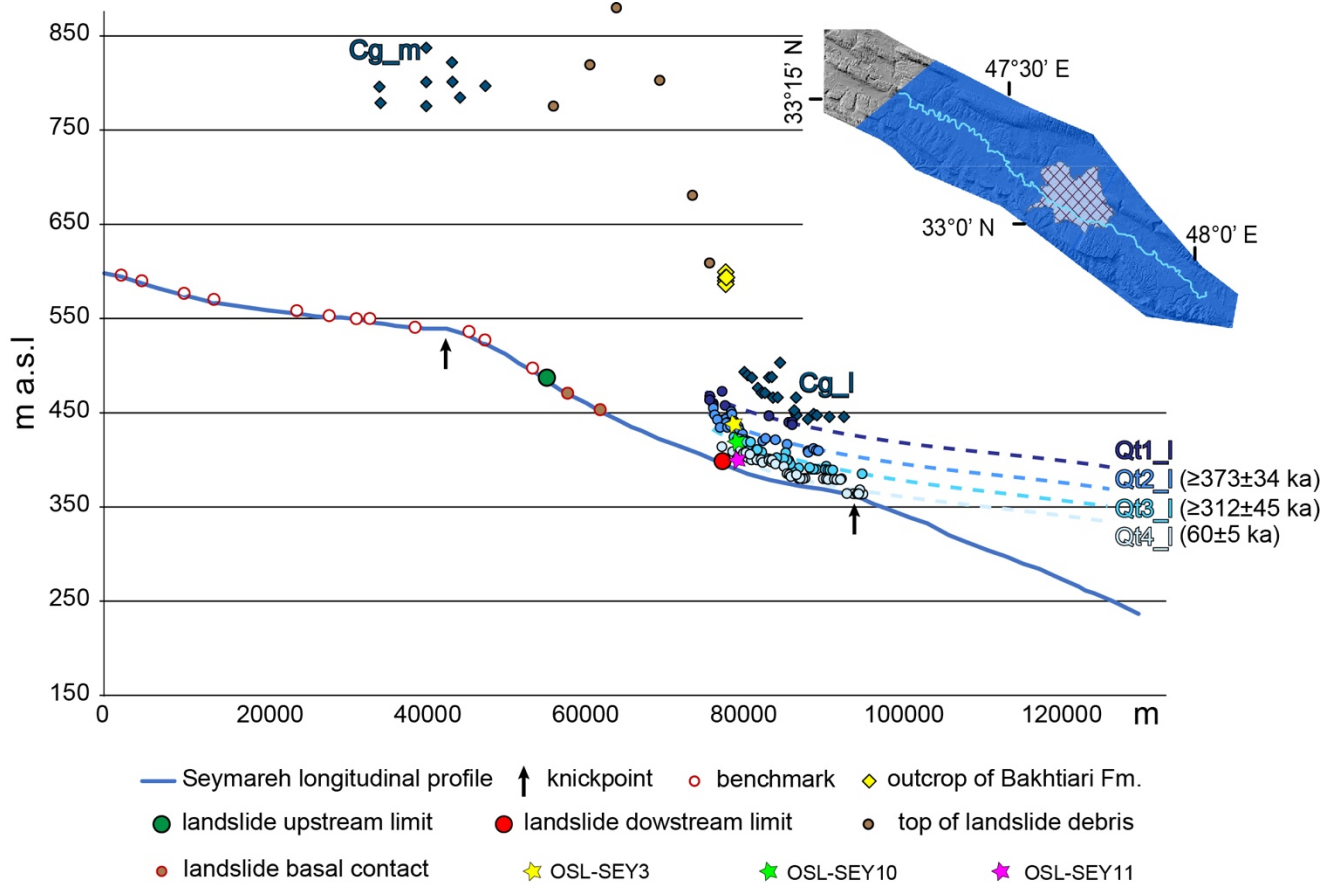 850
750
650
550
450
350
250
150
m a.s.l
0
20000
40000
60000
80000
100000
120000
m
Cg_m
Cg_l
Qt1_l
Qt2_l (≥373±34 ka)
Qt3_l (≥312±45 ka)
Qt4_l (60±5 ka)
33°15' N
47°30' E
33°0' N
48°0' E
Seymareh longitudinal profile
knickpoint
benchmark
outcrop of Bakhtiari Fm.
landslide upstream limit
landslide dowstream limit
top of landslide debris
landslide basal contact
OSL-SEY3
OSL-SEY10
OSL-SEY11